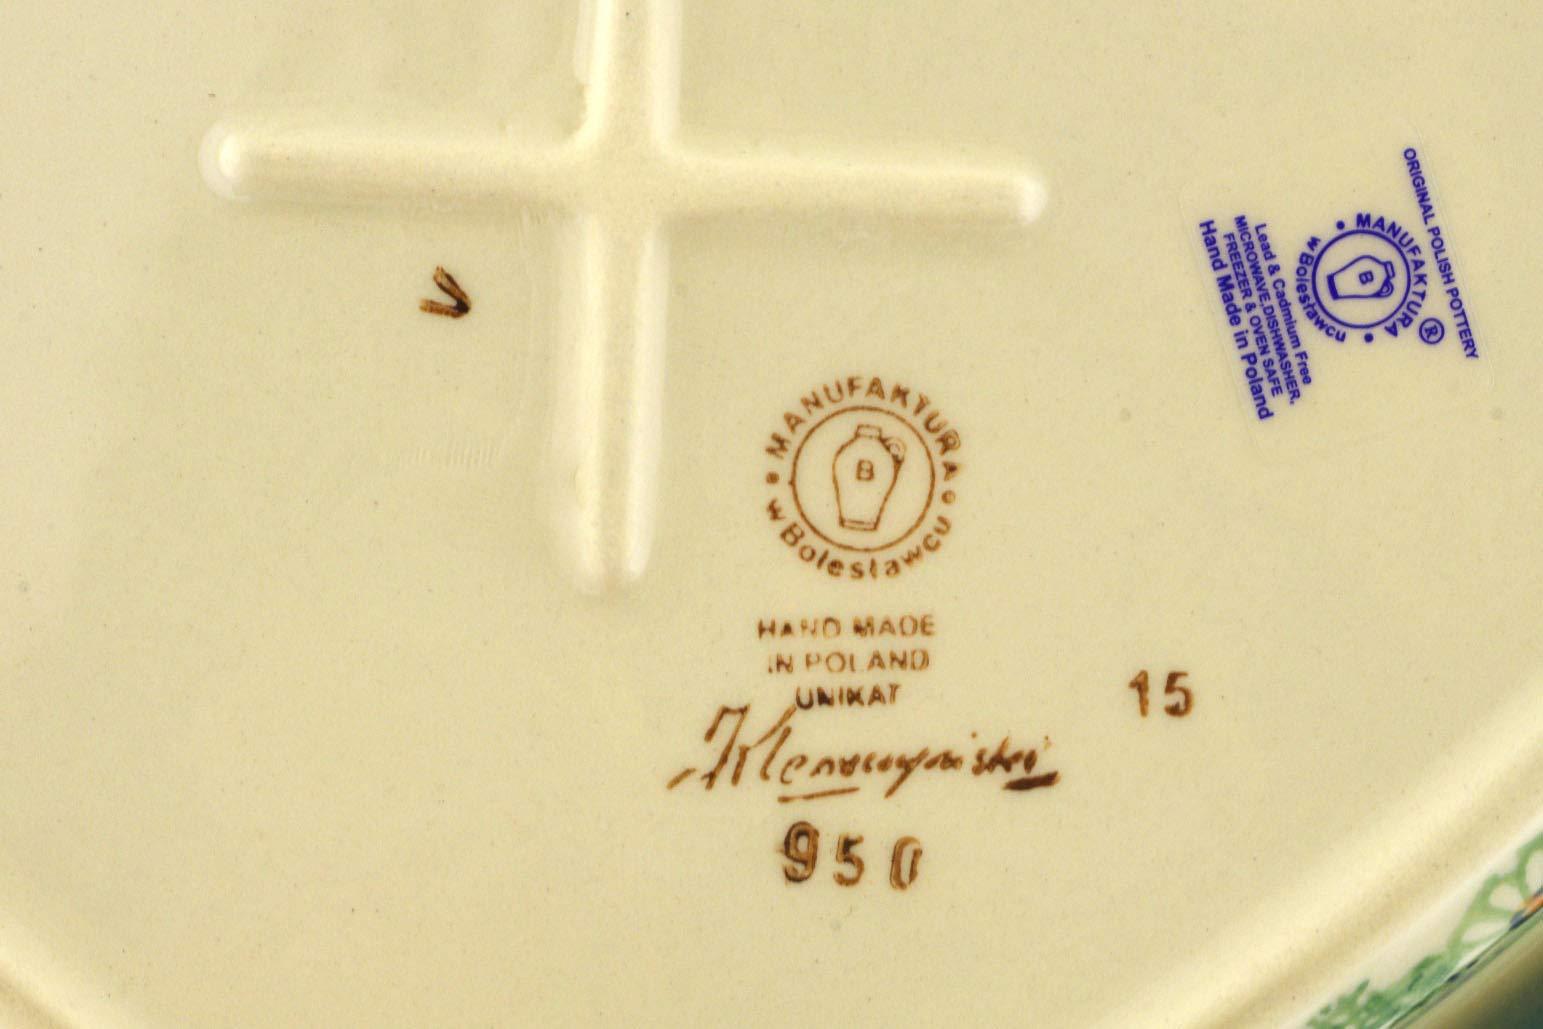 MANUFAKTURA
w Bolesławcu
B
HAND MADE
IN POLAND
UNIKAT
950
15
ORIGINAL POLISH POTTERY
MANUFAKTURA ®
w Bolesławcu
B
Lead & Cadmium Free
MICROWAVE,DISHWASHER,
FREEZER & OVEN SAFE
Hand Made in Poland